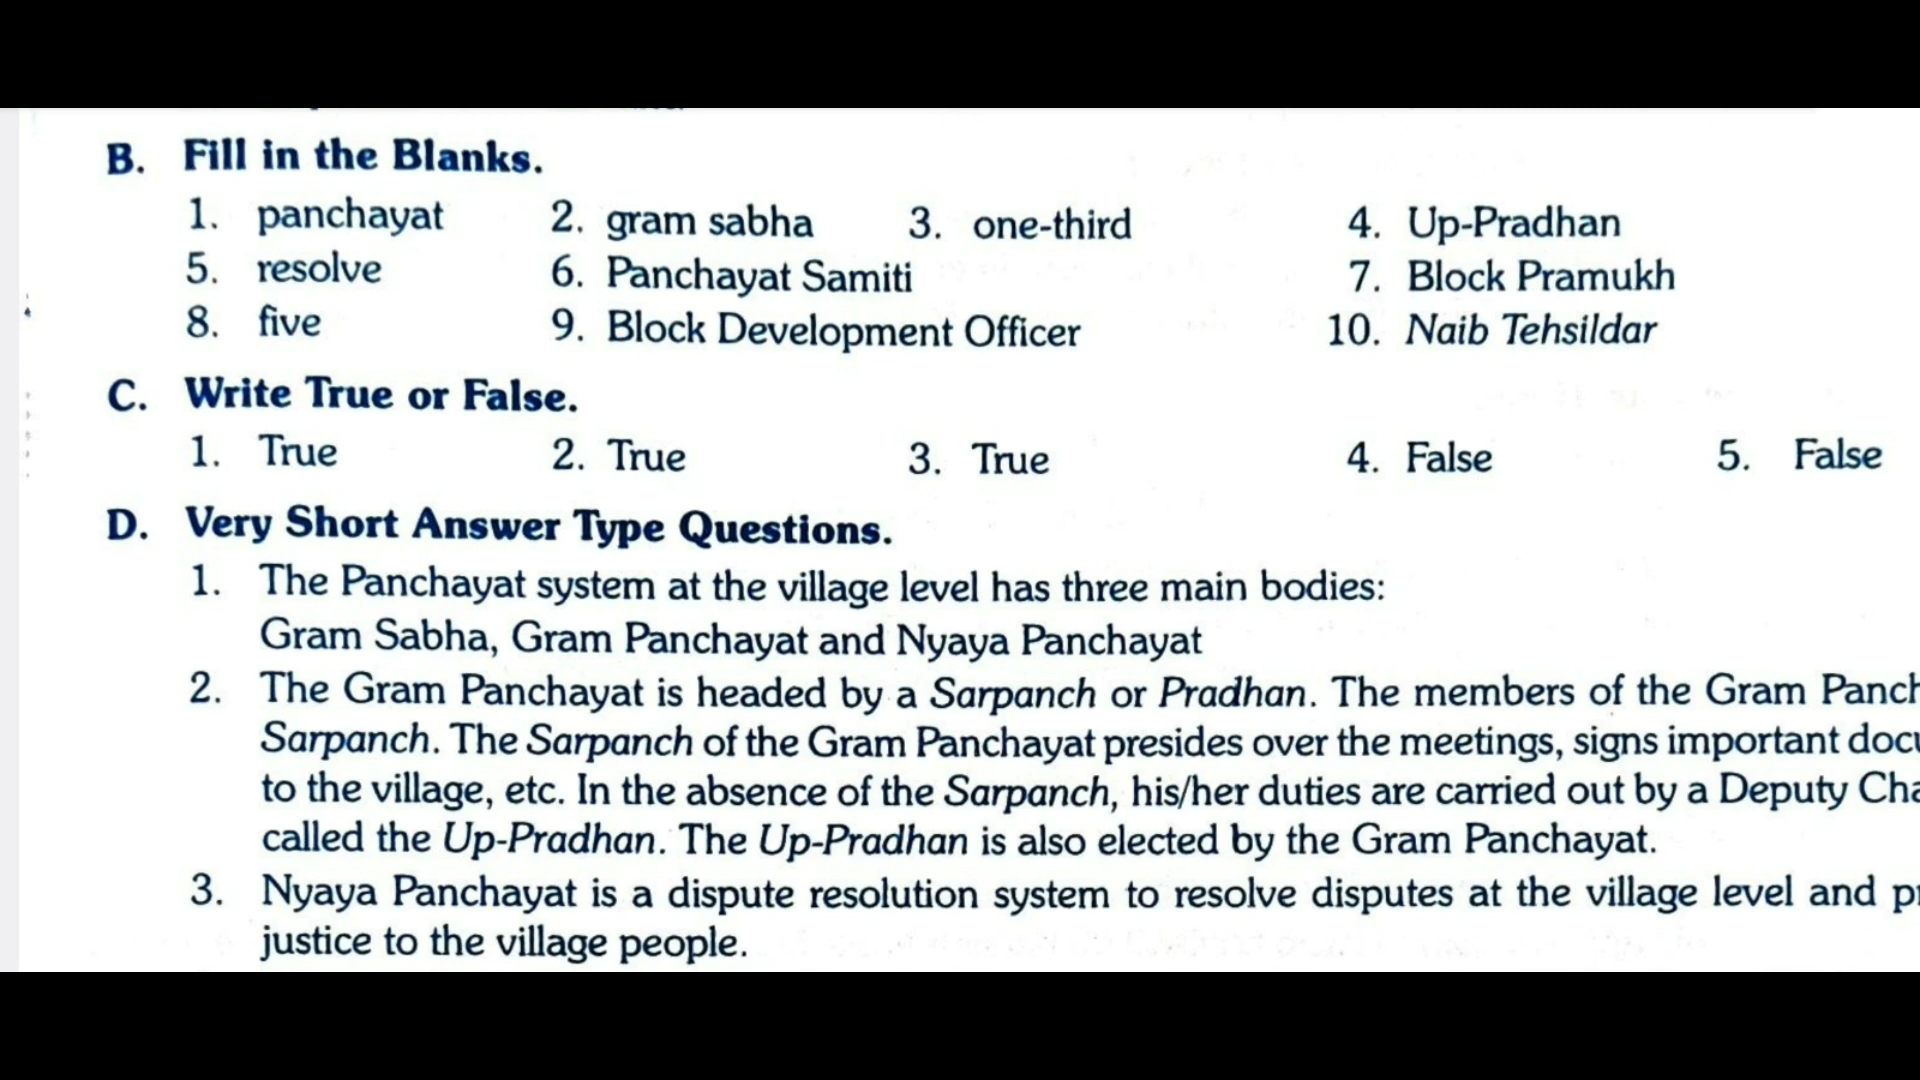 B. Fill in the Blanks.
1. panchayat 2. gram sabha 3. one-third 4. Up-Pradhan
5. resolve 6. Panchayat Samiti 7. Block Pramukh
8. five 9. Block Development Officer 10. Naib Tehsildar
C. Write True or False.
1. True 2. True 3. True 4. False 5. False
D. Very Short Answer Type Questions.
1. The Panchayat system at the village level has three main bodies:
Gram Sabha, Gram Panchayat and Nyaya Panchayat
2. The Gram Panchayat is headed by a Sarpanch or Pradhan. The members of the Gram
Sarpanch. The Sarpanch of the Gram Panchayat presides over the meetings, signs important
to the village, etc. In the absence of the Sarpanch, his/her duties are carried out by a Deputy
called the Up-Pradhan. The Up-Pradhan is also elected by the Gram Panchayat.
3. Nyaya Panchayat is a dispute resolution system to resolve disputes at the village level and
justice to the village people.